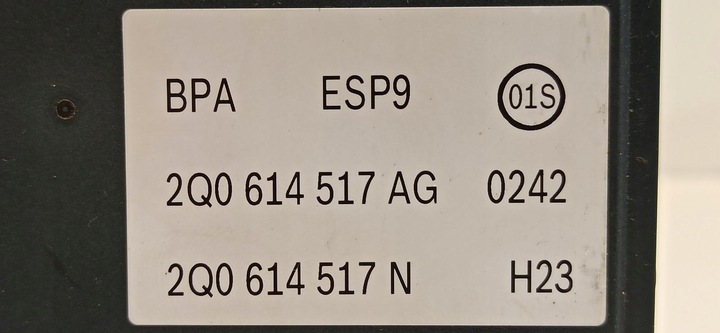 BPA ESP9 01S
2Q0 614 517 AG 0242
2Q0 614 517 N H23